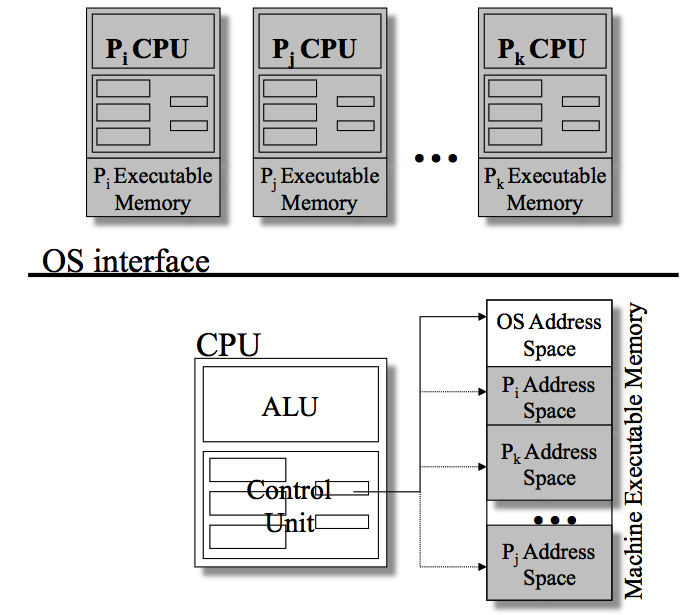 Pi CPU
Pj CPU
Pk CPU
Pi Executable
Memory
Pj Executable
Memory
Pk Executable
Memory
OS interface
CPU
ALU
Control
Unit
OS Address
Space
Pi Address
Space
Pk Address
Space
Pj Address
Space
Machine Executable Memory